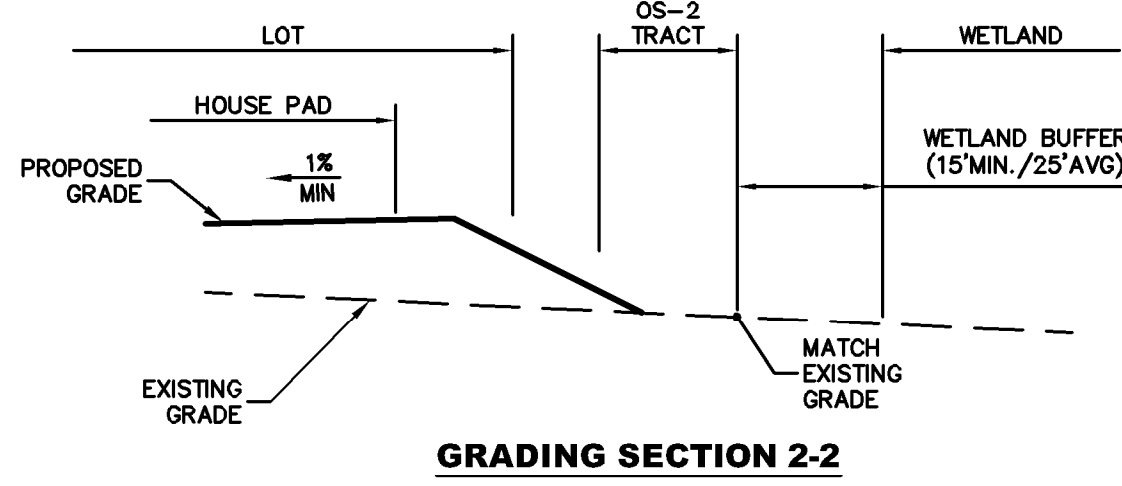 OS-2
TRACT
LOT
WETLAND
HOUSE PAD
WETLAND BUFFER
(15'MIN./25'AVG)
PROPOSED
GRADE
1%
MIN
MATCH
EXISTING
GRADE
EXISTING
GRADE
GRADING SECTION 2-2